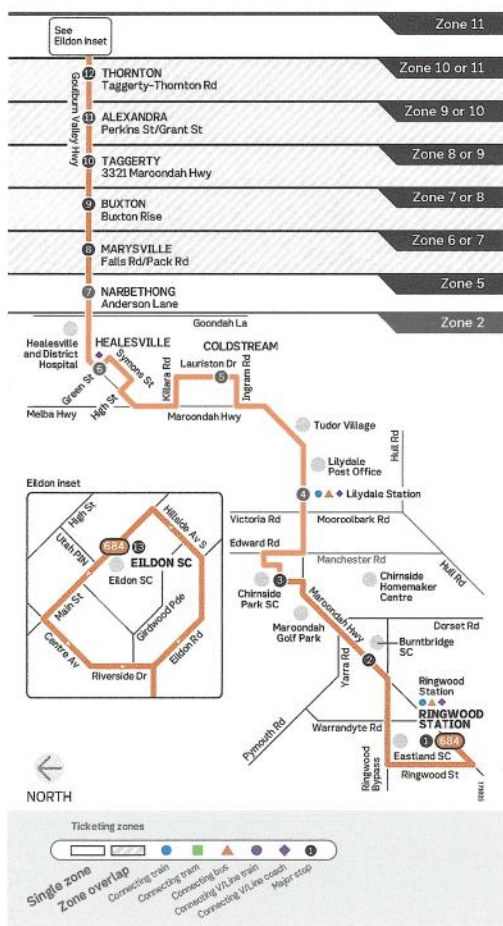 See
Eildon inset
Zone 11
Zone 10 or 11
12 THORNTON
Taggerty–Thornton Rd
Goulburn Valley Hwy
Zone 9 or 10
11 ALEXANDRA
Perkins St/Grant St
Zone 8 or 9
10 TAGGERTY
3321 Maroondah Hwy
Zone 7 or 8
9 BUXTON
Buxton Rise
Zone 6 or 7
8 MARYSVILLE
Falls Rd/Pack Rd
Zone 5
7 NARBETHONG
Anderson Lane
Zone 2
Goondah La
Healesville
and District
Hospital
HEALESVILLE
6
Symons St
Green St
High St
COLDSTREAM
Lauriston Dr
5
Killara Rd
Ingram Rd
Melba Hwy
Maroondah Hwy
Tudor Village
Hull Rd
Lilydale
Post Office
4
Lilydale Station
Victoria Rd
Mooroolbark Rd
Edward Rd
Manchester Rd
Hull Rd
3
Chirnside
Park SC
Chirnside
Homemaker
Centre
Maroondah Hwy
Maroondah
Golf Park
Dorset Rd
Burntbridge
SC
2
Yarra Rd
Ringwood
Station
Plymouth Rd
Warrandyte Rd
RINGWOOD
STATION
1 684
Eastland SC
Ringwood
Bypass
Ringwood St
Eildon inset
High St
Hillside Av S
Utah PlN
684 13
EILDON SC
Eildon SC
Main St
Girdwood Pde
Centre Av
Eildon Rd
Riverside Dr
NORTH
Ticketing zones
1
Single zone
Zone overlap
Connecting train
Connecting tram
Connecting bus
Connecting V/Line train
Connecting V/Line coach
Major stop